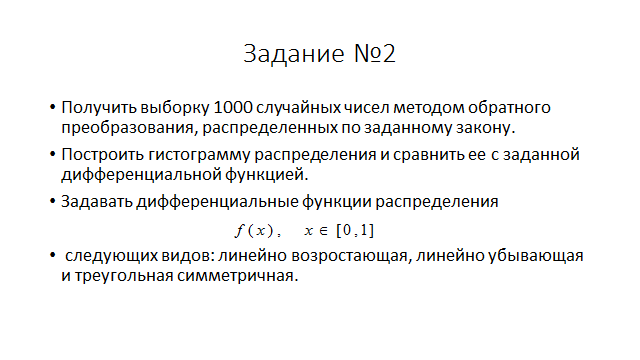 Задание №2
• Получить выборку 1000 случайных чисел методом обратного
преобразования, распределенных по заданному закону.
• Построить гистограмму распределения и сравнить ее с заданной
дифференциальной функцией.
• Задавать дифференциальные функции распределения
f(x), x ∈ [0,1]
• следующих видов: линейно возростающая, линейно убывающая
и треугольная симметричная.